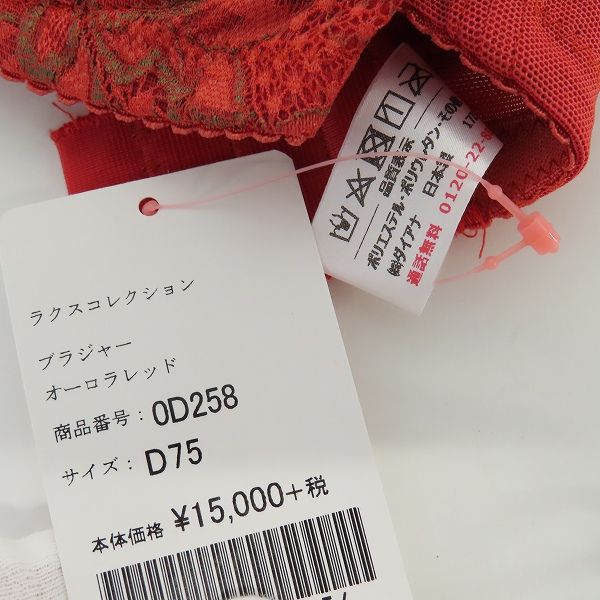 ラクスコレクション
ブラジャー
オーロラレッド
商品番号：0D258
サイズ：D75
本体価格 ¥15,000+税
品質表示
ポリエステル・ポリウレタン・その他
㈱ダイアナ 日本製 17
通話無料 0120-22-8